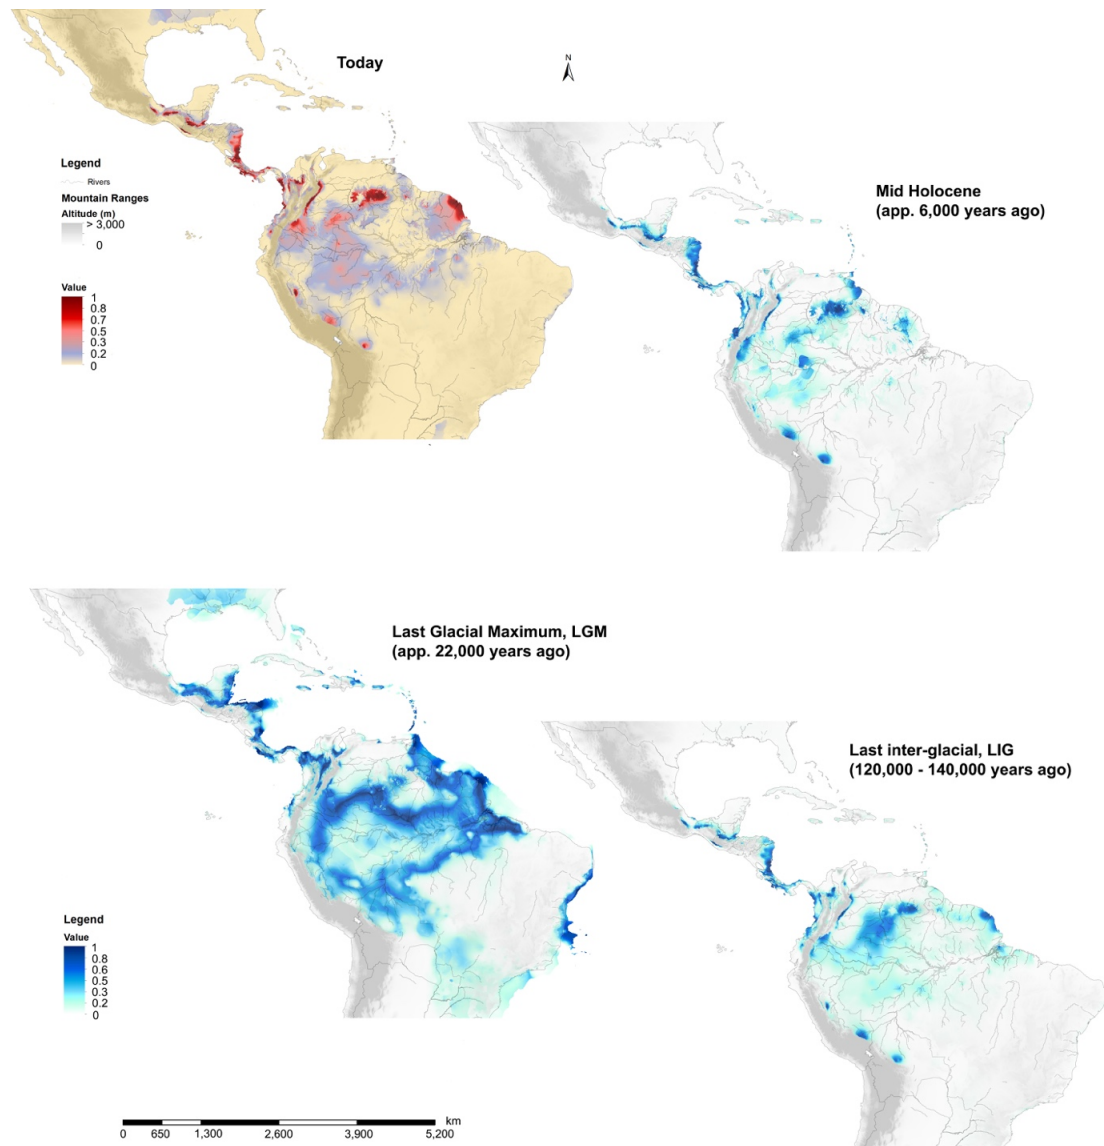 Today
N
Legend
Rivers
Mountain Ranges
Altitude (m)
> 3,000
0
Value
1
0.8
0.7
0.5
0.3
0.2
0
Mid Holocene
(app. 6,000 years ago)
Last Glacial Maximum, LGM
(app. 22,000 years ago)
Last inter-glacial, LIG
(120,000 - 140,000 years ago)
Legend
Value
1
0.8
0.6
0.5
0.3
0.2
0
km
0 650 1,300 2,600 3,900 5,200